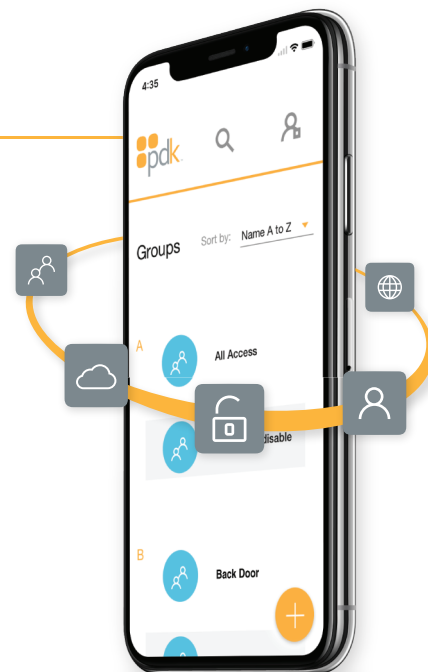 4:35
pdk
Groups
Sort by: Name A to Z
A
All Access
disable
B
Back Door